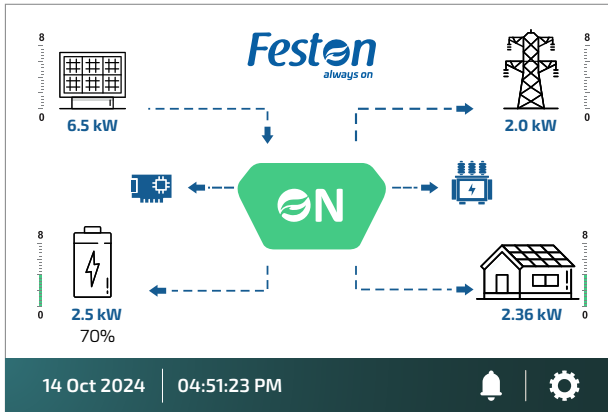 Feston
always on
8
0
6.5 kW
8
0
2.0 kW
ON
8
0
2.5 kW
70%
8
0
2.36 kW
14 Oct 2024
04:51:23 PM